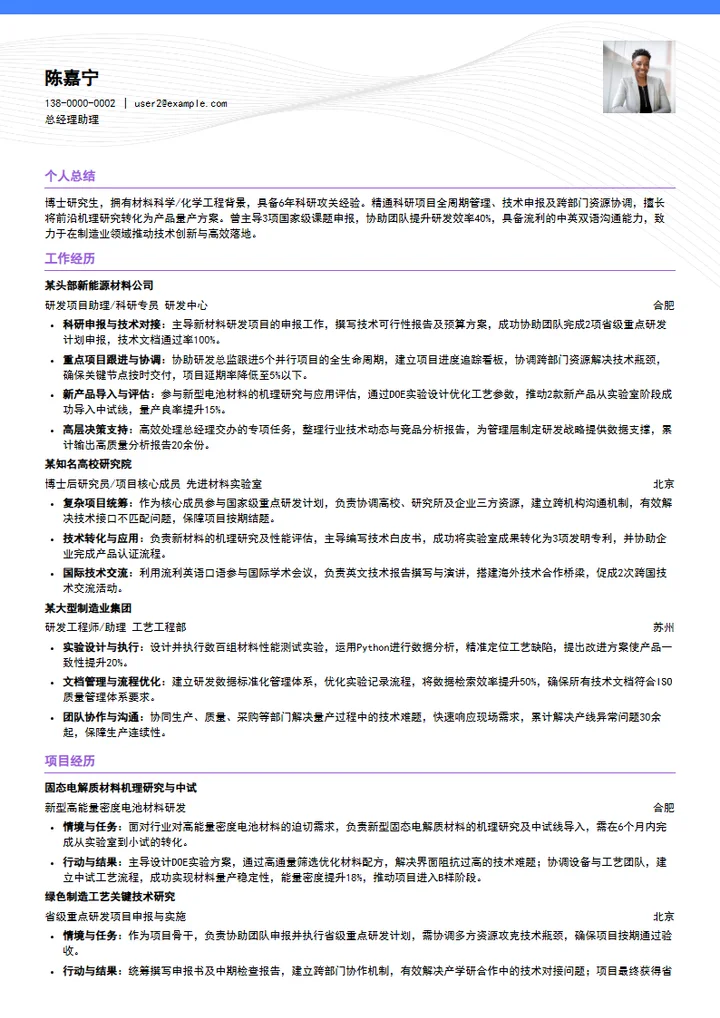 陈嘉宁
138-0000-0002 | user2@example.com
总经理助理
个人总结
博士研究生，拥有材料科学/化学工程背景，具备6年科研攻关经验。精通科研项目全周期管理、技术申报及跨部门资源协调，擅长
将前沿机理研究转化为产品量产方案。曾主导3项国家级课题申报，协助团队提升研发效率40%，具备流利的中英双语沟通能力，致
力于在制造业领域推动技术创新与高效落地。
工作经历
某头部新能源材料公司
研发项目助理/科研专员 研发中心 合肥
• 科研申报与技术对接：主导新材料研发项目的申报工作，撰写技术可行性报告及预算方案，成功协助团队完成2项省级重点研发
计划申报，技术文档通过率100%。
• 重点项目跟进与协调：协助研发总监跟进5个并行项目的全生命周期，建立项目进度追踪看板，协调跨部门资源解决技术瓶颈，
确保关键节点按时交付，项目延期率降低至5%以下。
• 新产品导入与评估：参与新型电池材料的机理研究与应用评估，通过DOE实验设计优化工艺参数，推动2款新产品从实验室阶段成
功导入中试线，量产良率提升15%。
• 高层决策支持：高效处理总经理交办的专项任务，整理行业技术动态与竞品分析报告，为管理层制定研发战略提供数据支撑，累
计输出高质量分析报告20余份。
某知名高校研究院
博士后研究员/项目核心成员 先进材料实验室 北京
• 复杂项目统筹：作为核心成员参与国家级重点研发计划，负责协调高校、研究所及企业三方资源，建立跨机构沟通机制，有效解
决技术接口不匹配问题，保障项目按期结题。
• 技术转化与应用：负责新材料的机理研究及性能评估，主导编写技术白皮书，成功将实验室成果转化为3项发明专利，并协助企
业完成产品认证流程。
• 国际技术交流：利用流利英语口语参与国际学术会议，负责英文技术报告撰写与演讲，搭建海外技术合作桥梁，促成2次跨国技
术交流活动。
某大型制造业集团
研发工程师/助理 工艺工程部 苏州
• 实验设计与执行：设计并执行数百组材料性能测试实验，运用Python进行数据分析，精准定位工艺缺陷，提出改进方案使产品一
致性提升20%。
• 文档管理与流程优化：建立研发数据标准化管理体系，优化实验记录流程，将数据检索效率提升50%，确保所有技术文档符合ISO
质量管理体系要求。
• 团队协作与沟通：协同生产、质量、采购等部门解决量产过程中的技术难题，快速响应现场需求，累计解决产线异常问题30余
起，保障生产连续性。
项目经历
固态电解质材料机理研究与中试
新型高能量密度电池材料研发 合肥
• 情境与任务：面对行业对高能量密度电池材料的迫切需求，负责新型固态电解质材料的机理研究及中试线导入，需在6个月内完
成从实验室到小试的转化。
• 行动与结果：主导设计DOE实验方案，通过高通量筛选优化材料配方，解决界面阻抗过高的技术难题；协调设备与工艺团队，建
立中试工艺流程，成功实现材料量产稳定性，能量密度提升18%，推动项目进入B样阶段。
绿色制造工艺关键技术研究
省级重点研发项目申报与实施 北京
• 情境与任务：作为项目骨干，负责协助团队申报并执行省级重点研发计划，需协调多方资源攻克技术瓶颈，确保项目按期通过验
收。
• 行动与结果：统筹撰写申报书及中期检查报告，建立跨部门协作机制，有效解决产学研合作中的技术对接问题；项目最终获得省